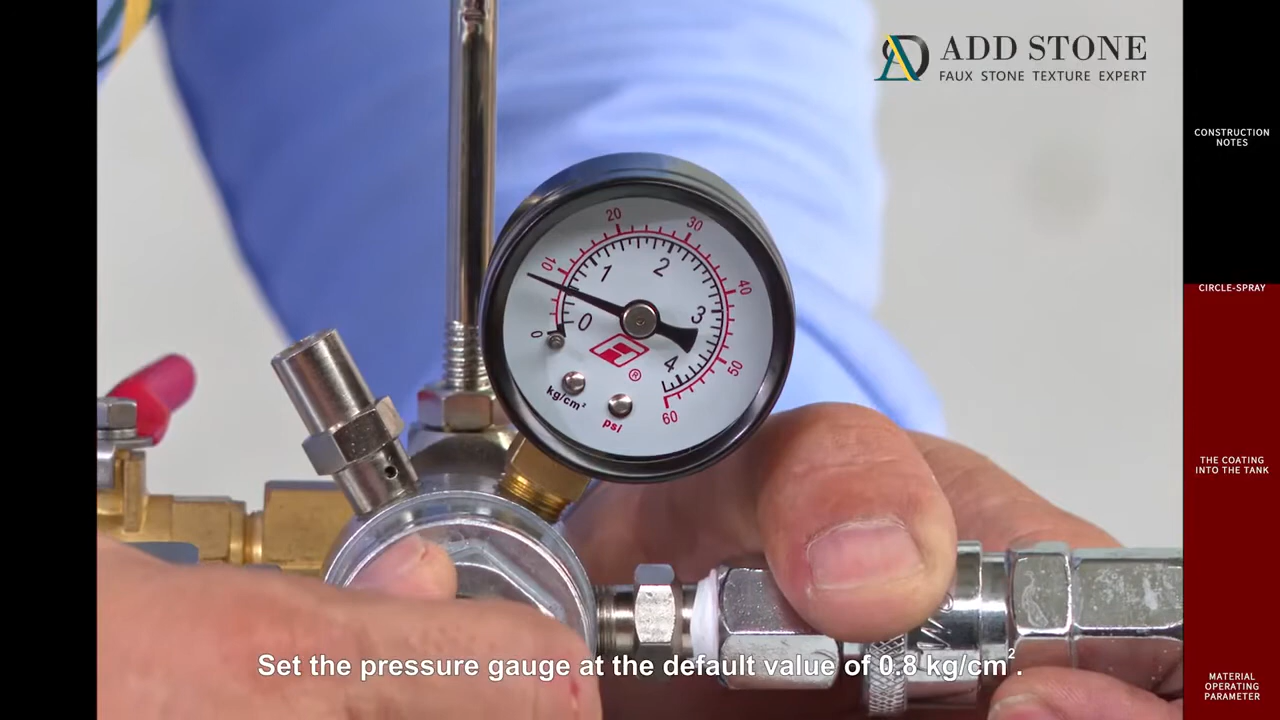 ADD STONE
FAUX STONE TEXTURE EXPERT
CONSTRUCTION
NOTES
CIRCLE-SPRAY
THE COATING
INTO THE TANK
MATERIAL
OPERATING
PARAMETER
0
10
20
30
40
50
60
0
1
2
3
4
®
kg/cm²
psi
Set the pressure gauge at the default value of 0.8 kg/cm².